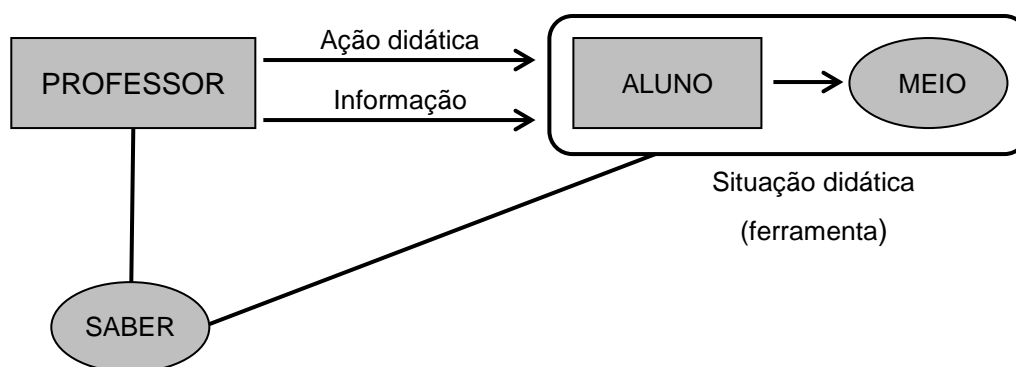 Ação didática
PROFESSOR
Informação
ALUNO
MEIO
Situação didática
(ferramenta)
SABER